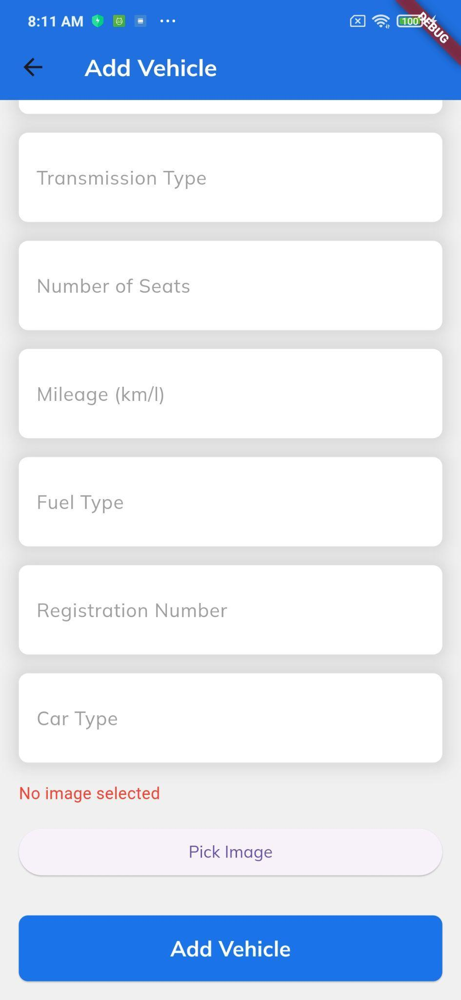 8:11 AM
100
DEBUG
Add Vehicle
Transmission Type
Number of Seats
Mileage (km/l)
Fuel Type
Registration Number
Car Type
No image selected
Pick Image
Add Vehicle